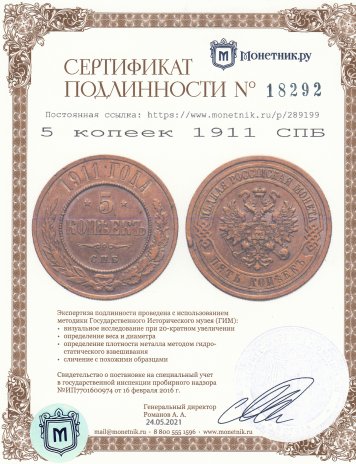 М
МОНЕТНИК.РУ
СЕРТИФИКАТ
ПОДЛИННОСТИ № 18292
Постоянная ссылка: https://www.monetnik.ru/p/289199
5 копеек 1911 СПБ
1911 ГОДА
5
КОПѢЕКЪ
СПБ
МѢДНАЯ РОССІЙСКАЯ МОНЕТА
ПЯТЬ КОПѢЕКЪ
Экспертиза подлинности проведена с использованием
методики Государственного Исторического музея (ГИМ):
• визуальное исследование при 20-кратном увеличении
• определение веса и диаметра
• определение плотности металла методом гидро-
статического взвешивания
• сличение с похожими образцами
Свидетельство о постановке на специальный учет
в государственной инспекции пробирного надзора
№ИП7701600974 от 16 февраля 2016 г.
Генеральный директор
Романов А. А.
24.05.2021
М
mail@monetnik.ru • 8 800 555 1596 • www.monetnik.ru